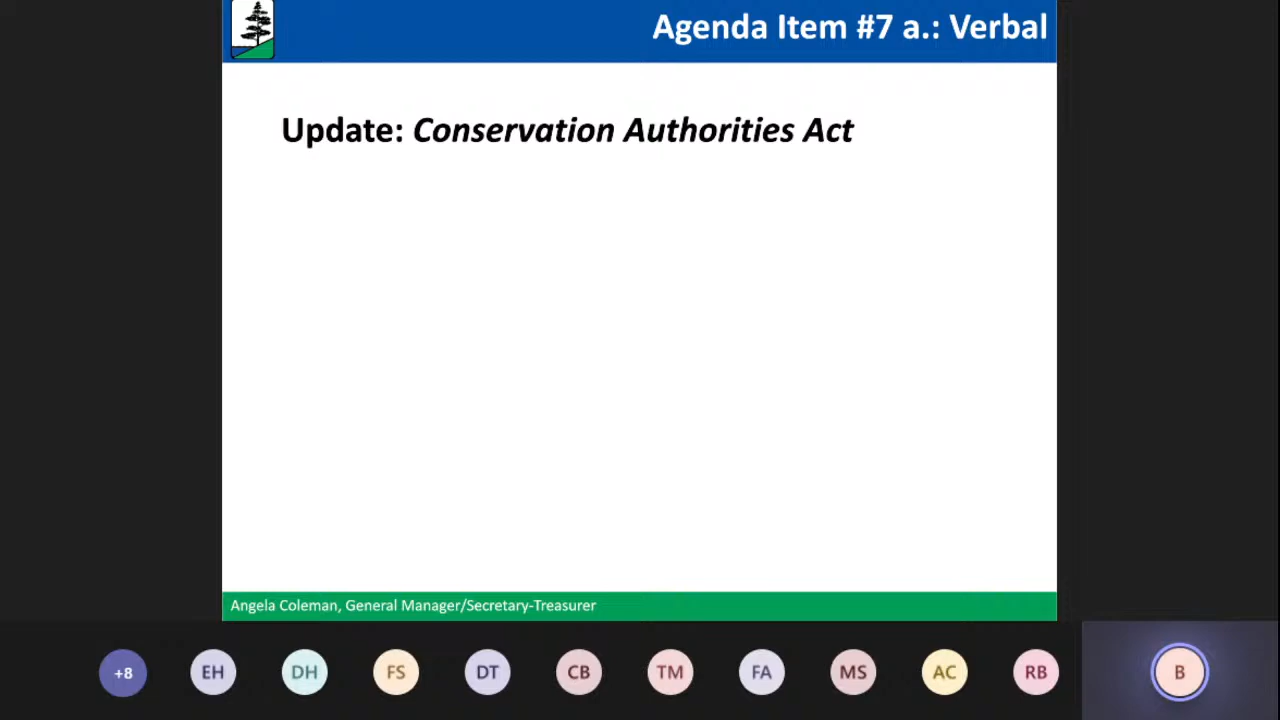 Agenda Item #7 a.: Verbal
Update: Conservation Authorities Act
Angela Coleman, General Manager/Secretary-Treasurer
+8 EH DH FS DT CB TM FA MS AC RB B